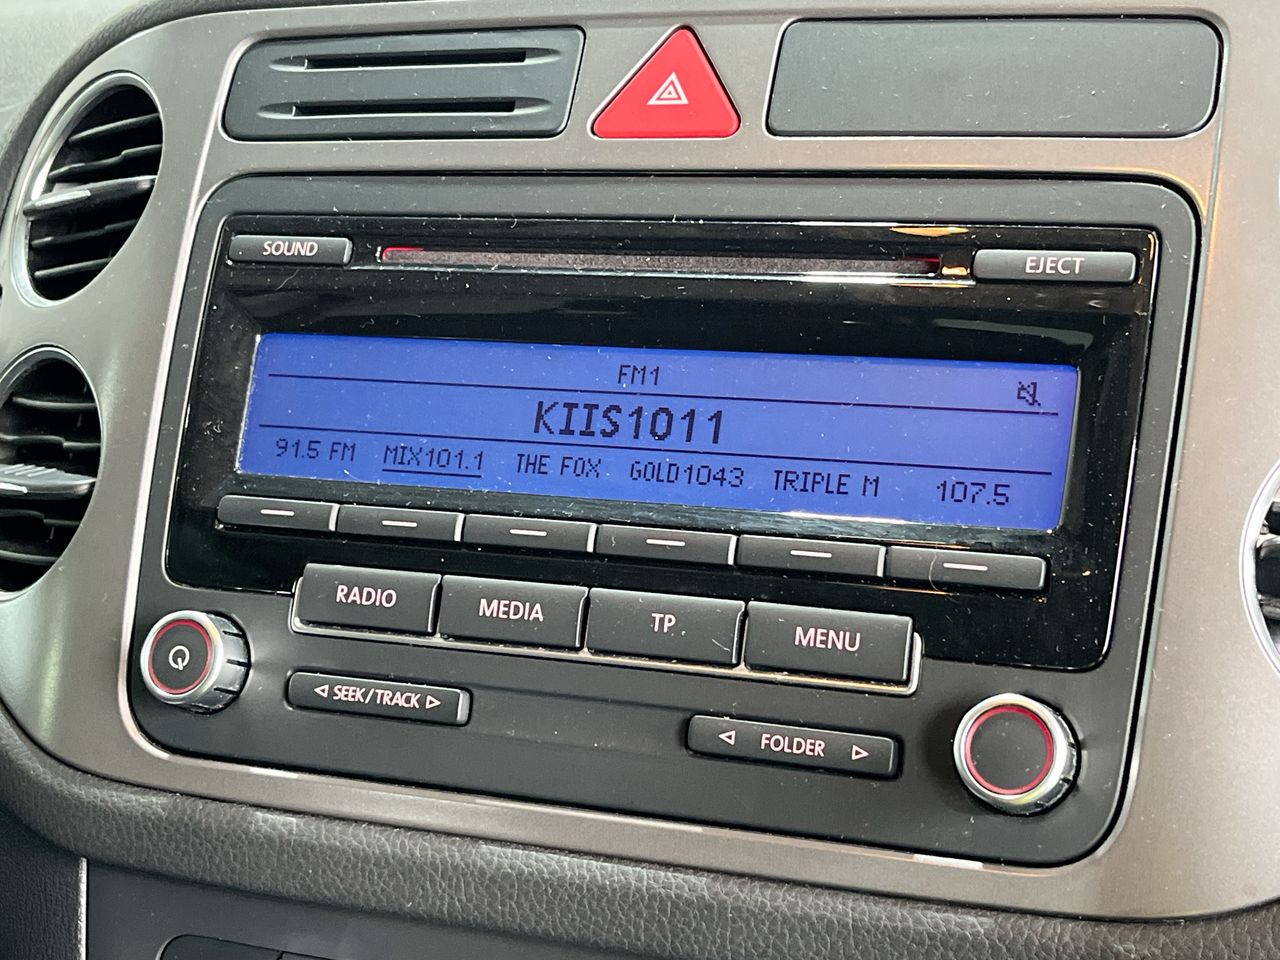 SOUND
EJECT
FM1
KIIS1011
91.5 FM MIX101.1 THE FOX GOLD1043 TRIPLE M 107.5
RADIO MEDIA TP MENU
SEEK/TRACK
FOLDER